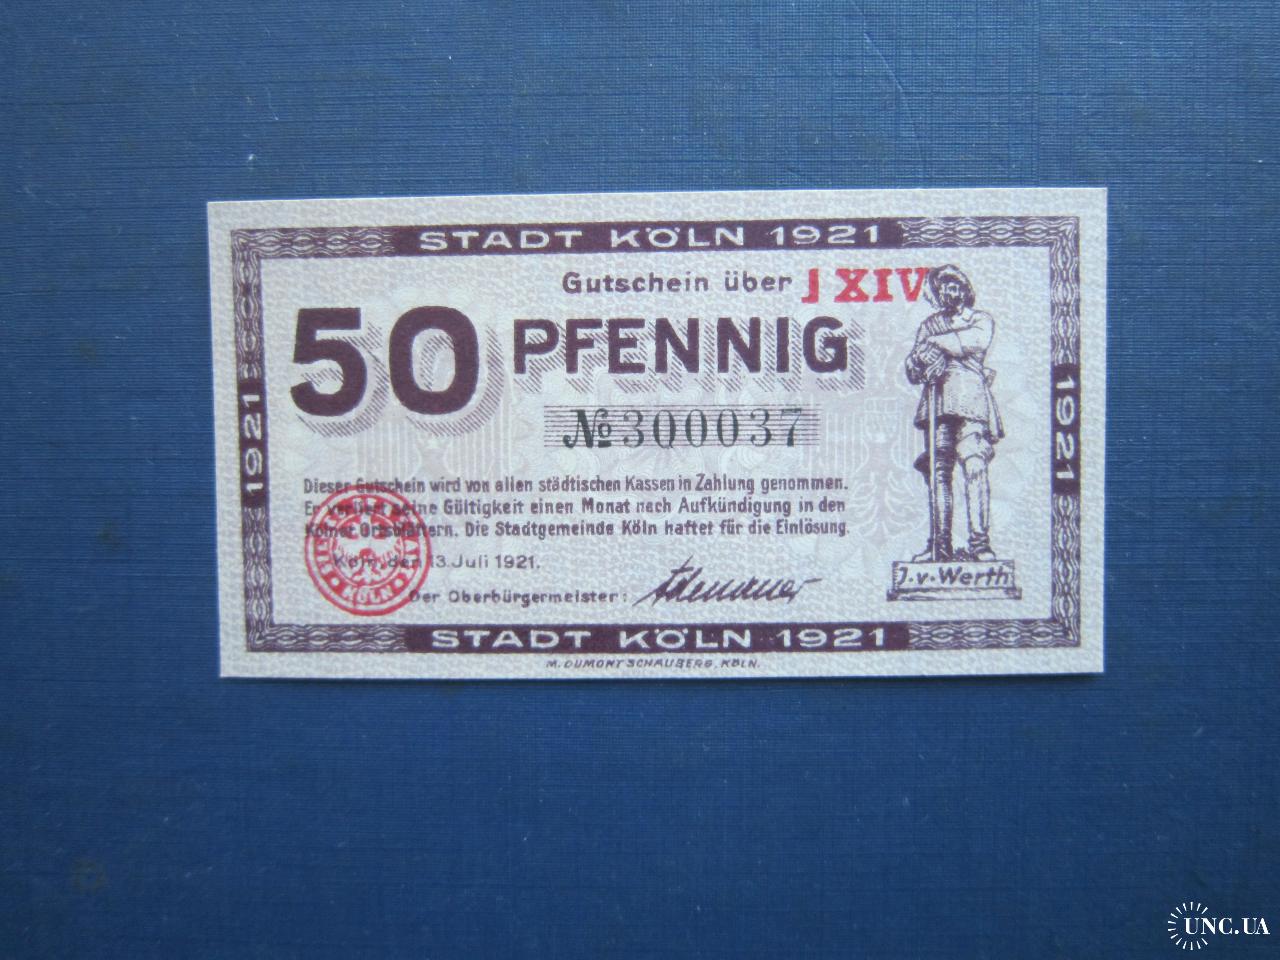 STADT KÖLN 1921
Gutschein über J XIV
50 PFENNIG
№ 300037
Dieser Gutschein wird von allen städtischen Kassen in Zahlung genommen.
Er verliert seine Gültigkeit einen Monat nach Aufkündigung in den
Kölner Ortsblättern. Die Stadtgemeinde Köln haftet für die Einlösung.
Köln, den 13. Juli 1921.
Der Oberbürgermeister:
J. v. Werth
1921
1921
KÖLN
STADT KÖLN 1921
M. DUMONT SCHAUBERG, KÖLN.
UNC.UA